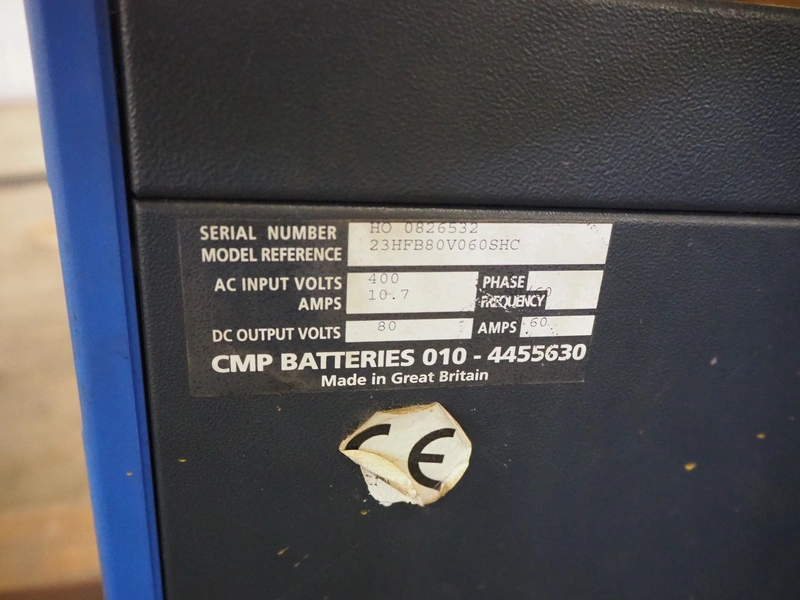 SERIAL NUMBER HO 0826532
MODEL REFERENCE 23HFB80V060SHC
AC INPUT VOLTS 400 PHASE
AMPS 10.7 FREQUENCY
DC OUTPUT VOLTS 80 AMPS 60
CMP BATTERIES 010 - 4455630
Made in Great Britain
CE